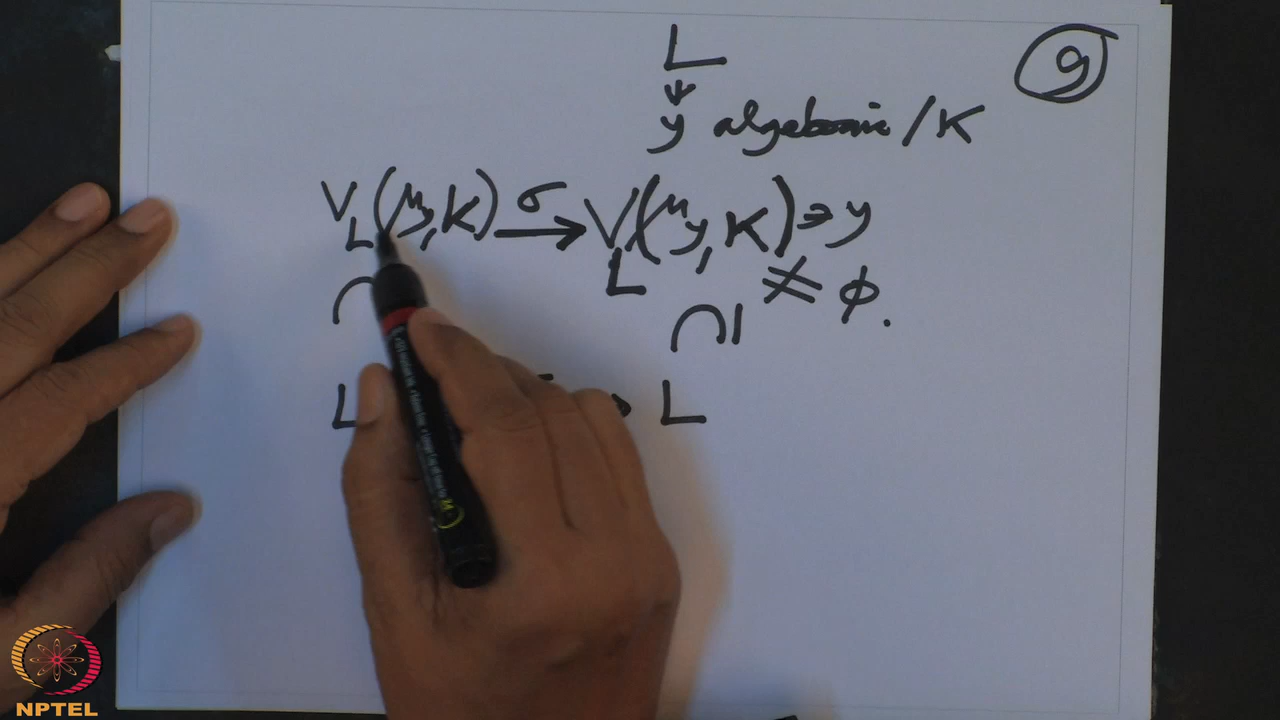 L
9
↓
y algebraic / K
V_L(μ_y, K) →^σ V_L(μ_y, K) ∋ y
≠ φ.
∩ ∩|
L → L
NPTEL